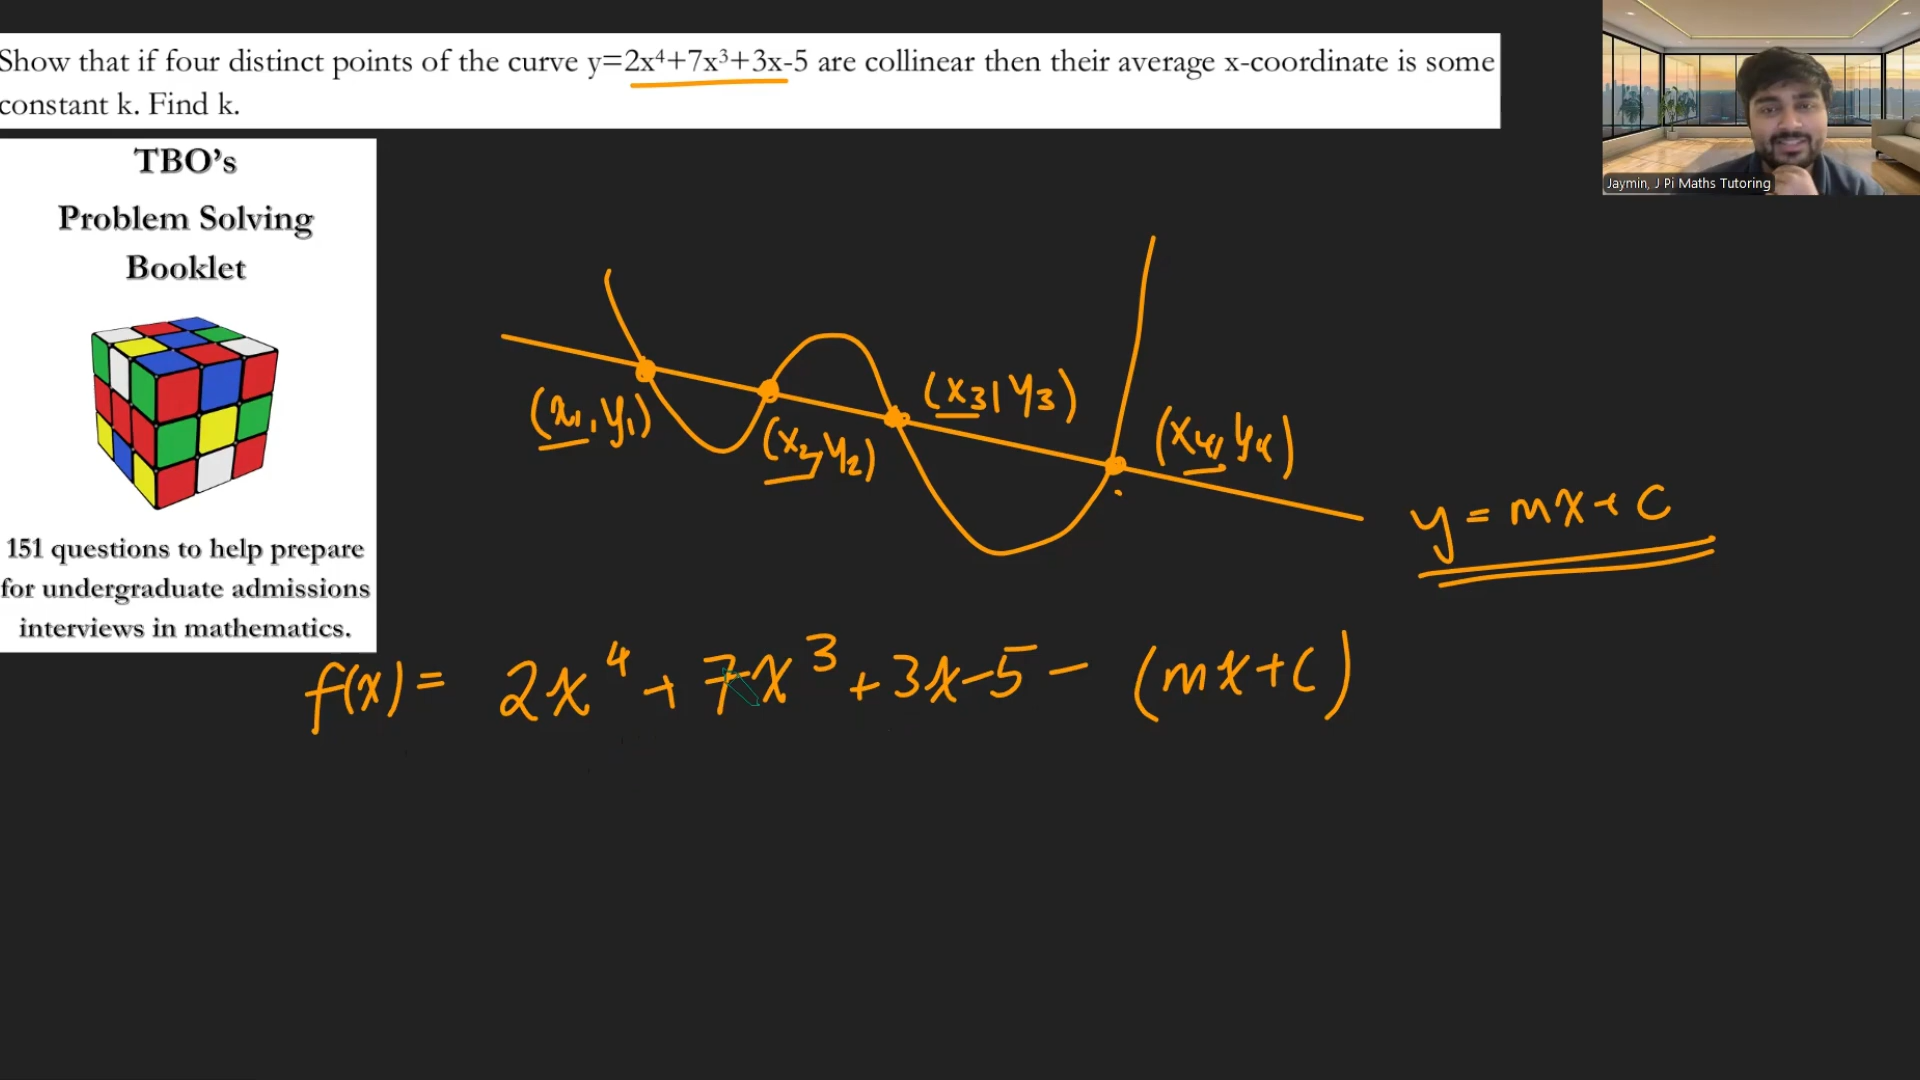 Show that if four distinct points of the curve y=2x⁴+7x³+3x-5 are collinear then their average x-coordinate is some
constant k. Find k.
Jaymin, J Pi Maths Tutoring
TBO's
Problem Solving
Booklet
151 questions to help prepare
for undergraduate admissions
interviews in mathematics.
(x₁, y₁)
(x₂, y₂)
(x₃, y₃)
(x₄, y₄)
y = mx + c
f(x) = 2x⁴ + 7x³ + 3x - 5 - (mx + c)